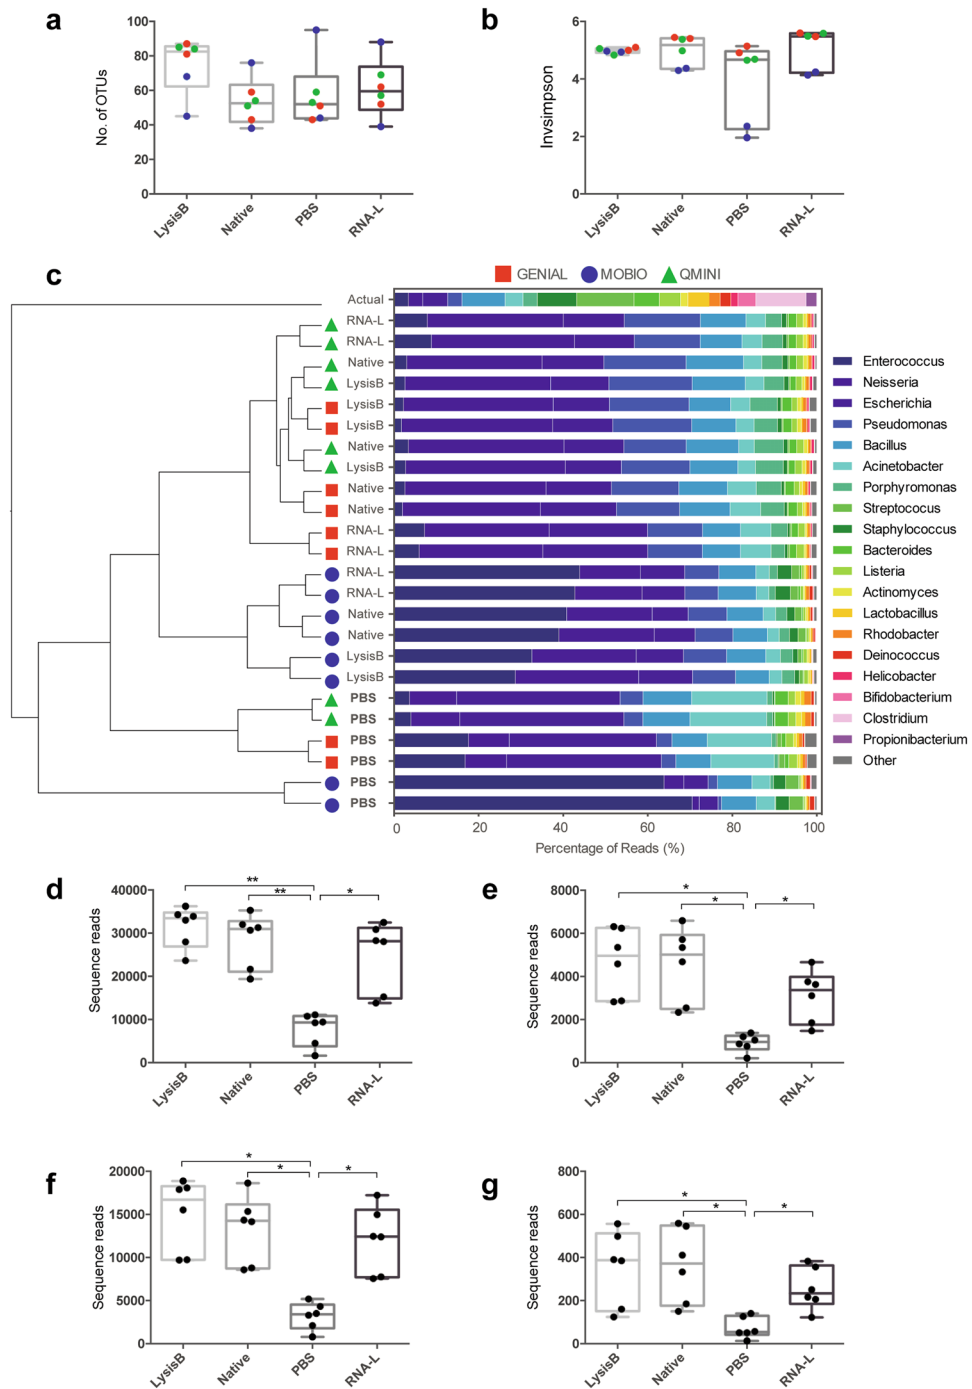 a
b
100
80
60
40
20
0
No. of OTUs
LysisB
Native
PBS
RNA-L
6
4
2
0
Invsimpson
LysisB
Native
PBS
RNA-L
c
GENIAL
MOBIO
QMINI
Actual
RNA-L
RNA-L
Native
LysisB
LysisB
LysisB
Native
LysisB
Native
Native
RNA-L
RNA-L
RNA-L
RNA-L
Native
Native
LysisB
LysisB
PBS
PBS
PBS
PBS
PBS
PBS
0 20 40 60 80 100
Percentage of Reads (%)
Enterococcus
Neisseria
Escherichia
Pseudomonas
Bacillus
Acinetobacter
Porphyromonas
Streptococus
Staphylococcus
Bacteroides
Listeria
Actinomyces
Lactobacillus
Rhodobacter
Deinococcus
Helicobacter
Bifidobacterium
Clostridium
Propionibacterium
Other
d
** 
** *
40000
30000
20000
10000
0
Sequence reads
LysisB
Native
PBS
RNA-L
e
*
* *
8000
6000
4000
2000
0
Sequence reads
LysisB
Native
PBS
RNA-L
f
*
* *
20000
15000
10000
5000
0
Sequence reads
LysisB
Native
PBS
RNA-L
g
*
* *
800
600
400
200
0
Sequence reads
LysisB
Native
PBS
RNA-L